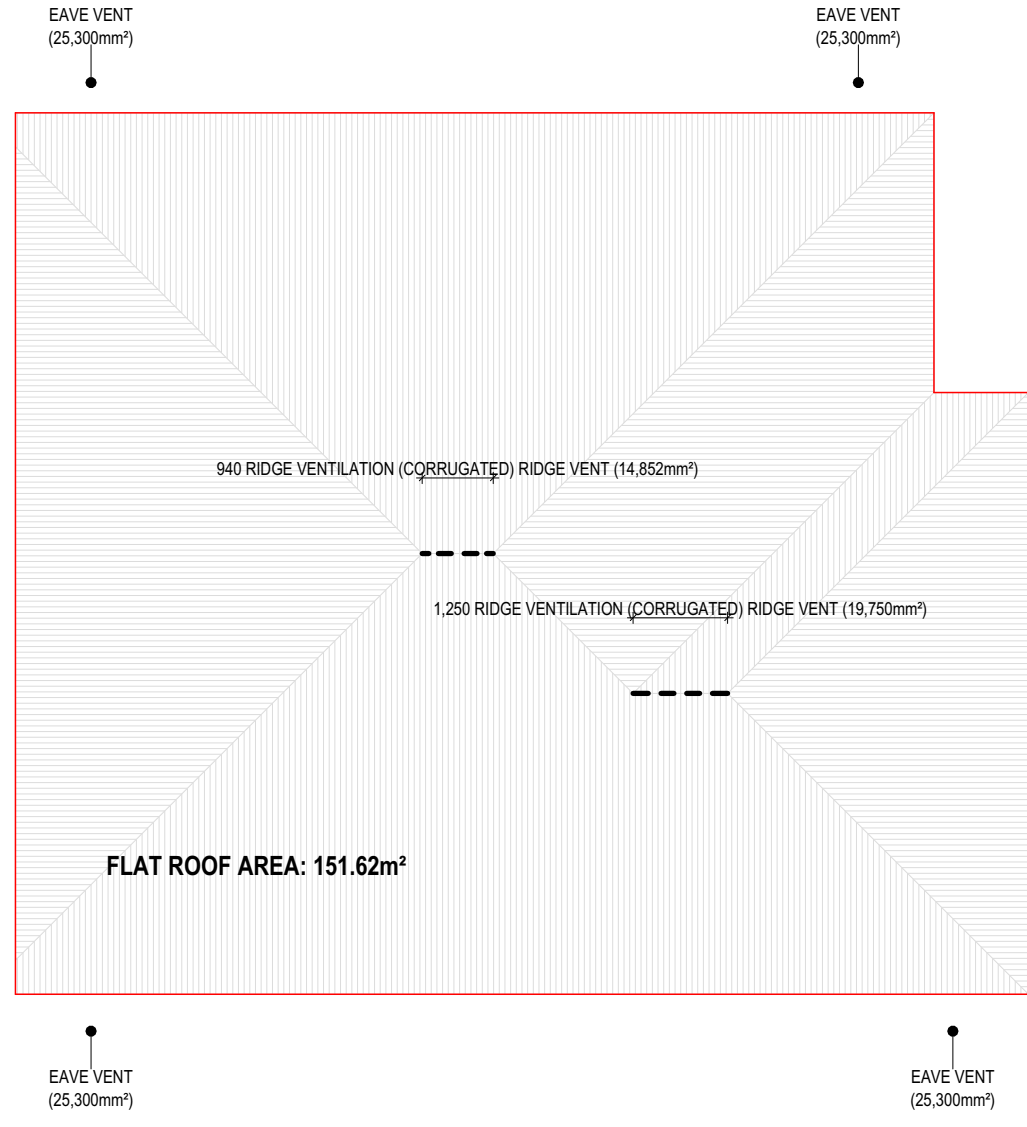 EAVE VENT
(25,300mm²)
EAVE VENT
(25,300mm²)
940 RIDGE VENTILATION (CORRUGATED) RIDGE VENT (14,852mm²)
1,250 RIDGE VENTILATION (CORRUGATED) RIDGE VENT (19,750mm²)
FLAT ROOF AREA: 151.62m²
EAVE VENT
(25,300mm²)
EAVE VENT
(25,300mm²)